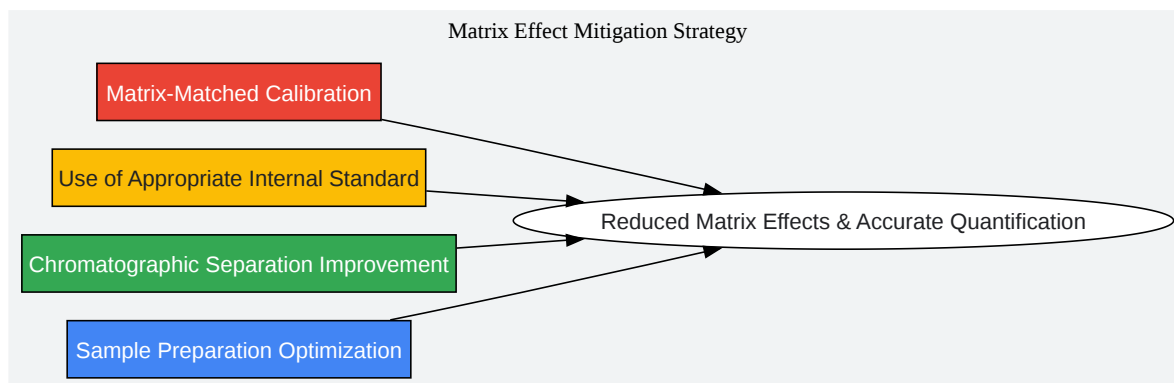 Matrix Effect Mitigation Strategy
Matrix-Matched Calibration
Use of Appropriate Internal Standard
Reduced Matrix Effects & Accurate Quantification
Chromatographic Separation Improvement
Sample Preparation Optimization